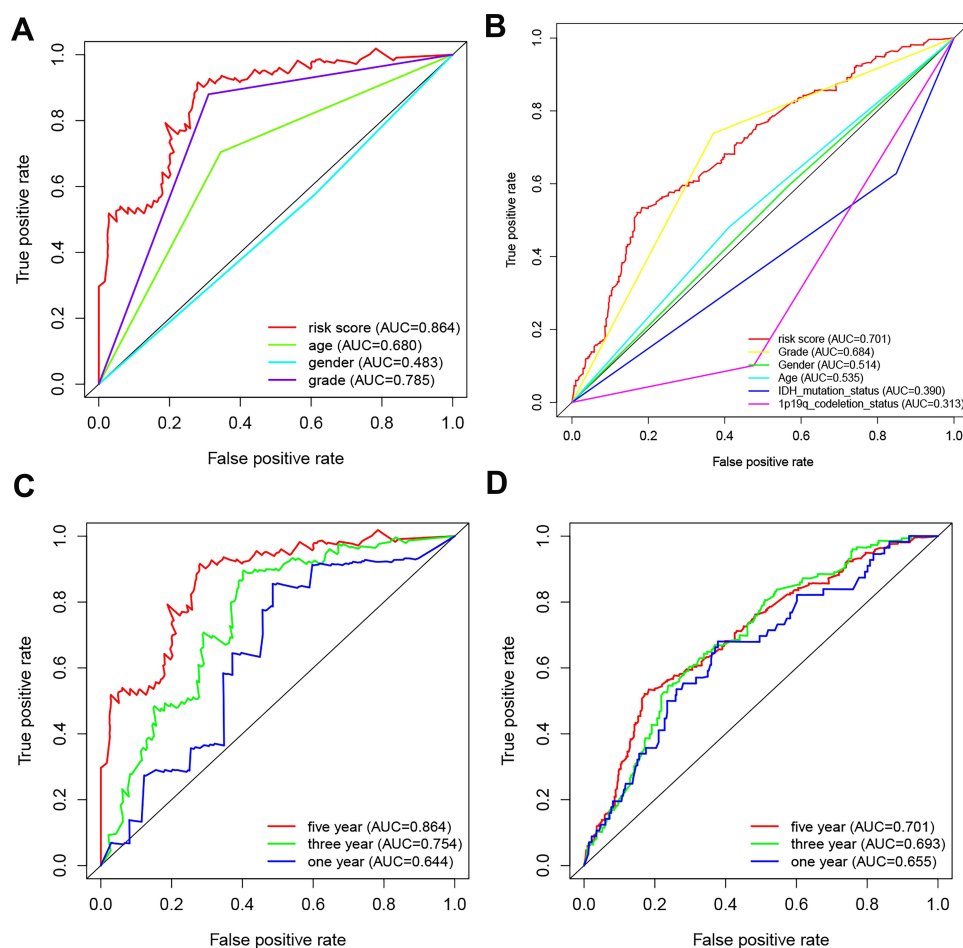 A
True positive rate
0.0 0.2 0.4 0.6 0.8 1.0
risk score (AUC=0.864)
age (AUC=0.680)
gender (AUC=0.483)
grade (AUC=0.785)
0.0 0.2 0.4 0.6 0.8 1.0
False positive rate
B
True positive rate
0.0 0.2 0.4 0.6 0.8 1.0
risk score (AUC=0.701)
Grade (AUC=0.684)
Gender (AUC=0.514)
Age (AUC=0.535)
IDH_mutation_status (AUC=0.390)
1p19q_codeletion_status (AUC=0.313)
0.0 0.2 0.4 0.6 0.8 1.0
False positive rate
C
True positive rate
0.0 0.2 0.4 0.6 0.8 1.0
five year (AUC=0.864)
three year (AUC=0.754)
one year (AUC=0.644)
0.0 0.2 0.4 0.6 0.8 1.0
False positive rate
D
True positive rate
0.0 0.2 0.4 0.6 0.8 1.0
five year (AUC=0.701)
three year (AUC=0.693)
one year (AUC=0.655)
0.0 0.2 0.4 0.6 0.8 1.0
False positive rate